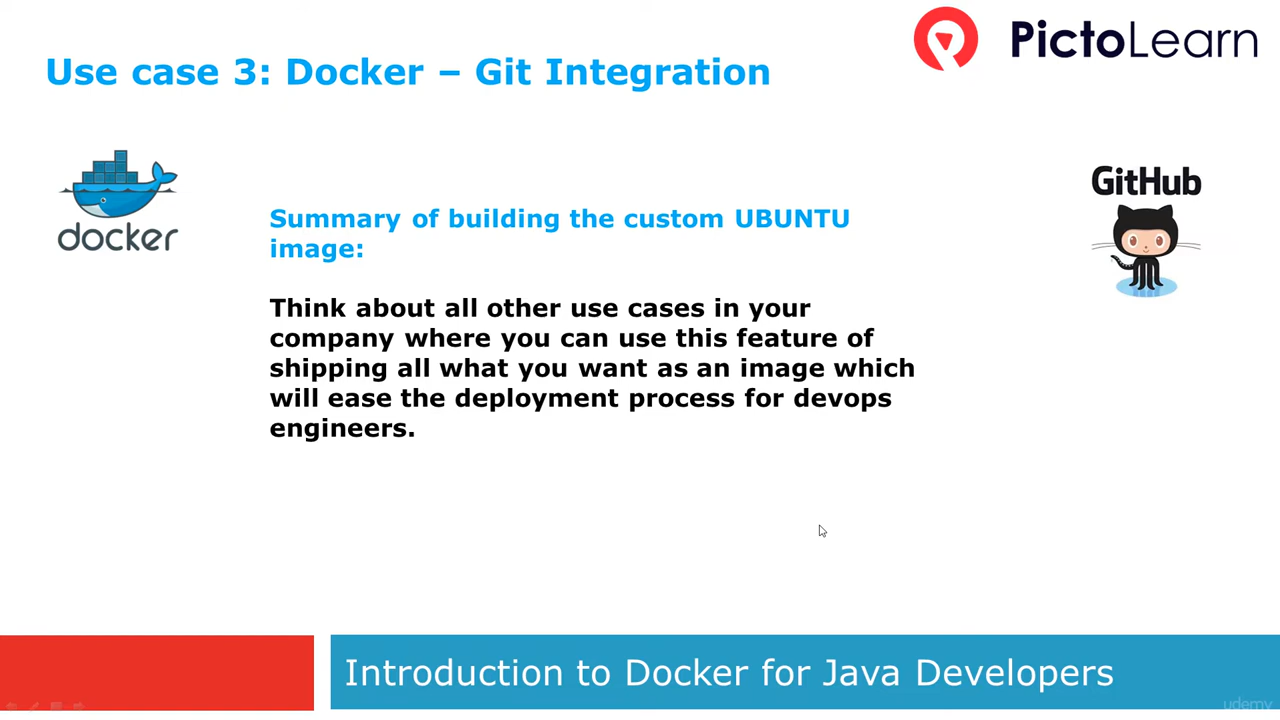 PictoLearn
Use case 3: Docker – Git Integration
docker
GitHub
Summary of building the custom UBUNTU
image:
Think about all other use cases in your
company where you can use this feature of
shipping all what you want as an image which
will ease the deployment process for devops
engineers.
Introduction to Docker for Java Developers
udemy